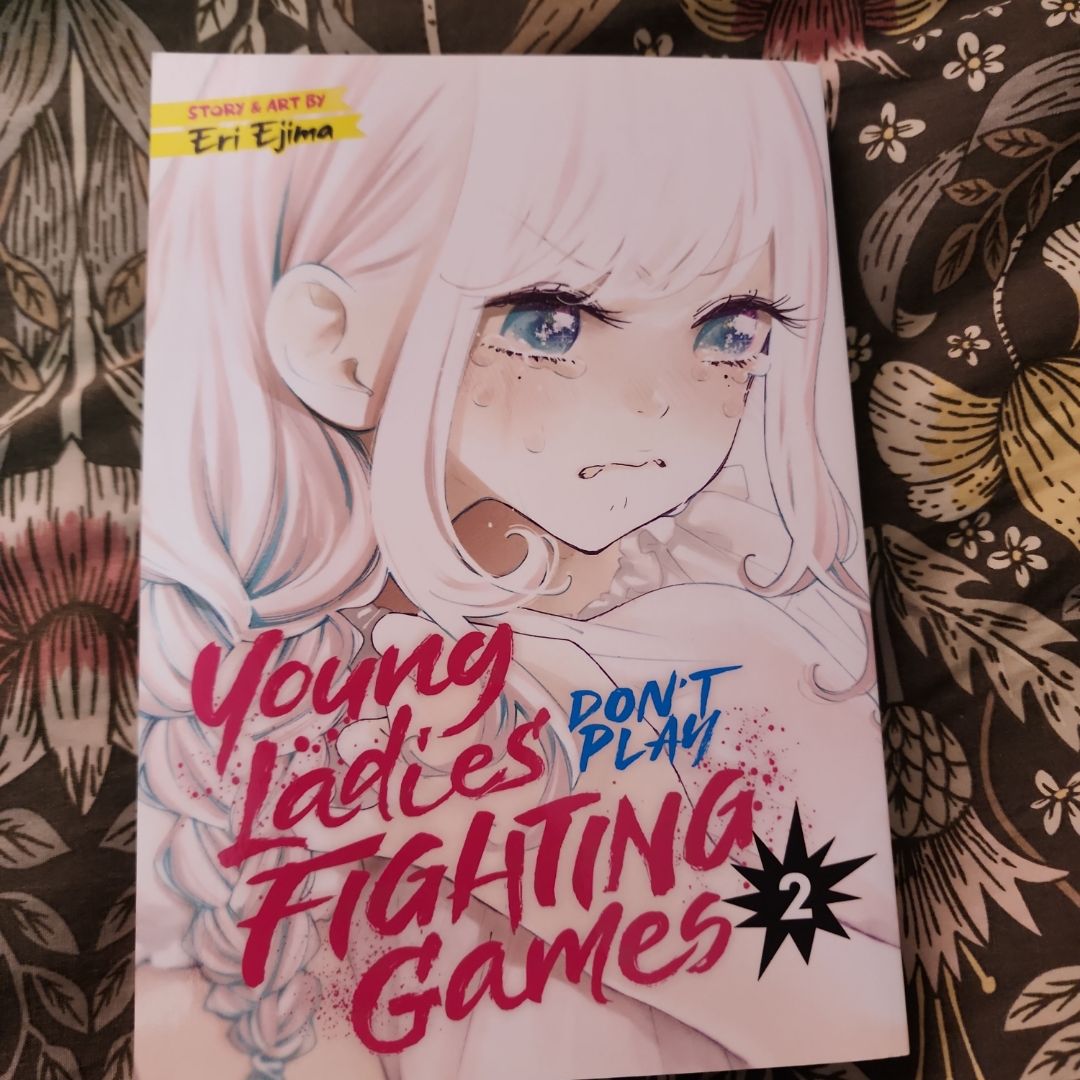 STORY & ART BY
Eri Ejima
Young
Ladies
DON'T
PLAY
FIGHTING
Games
2